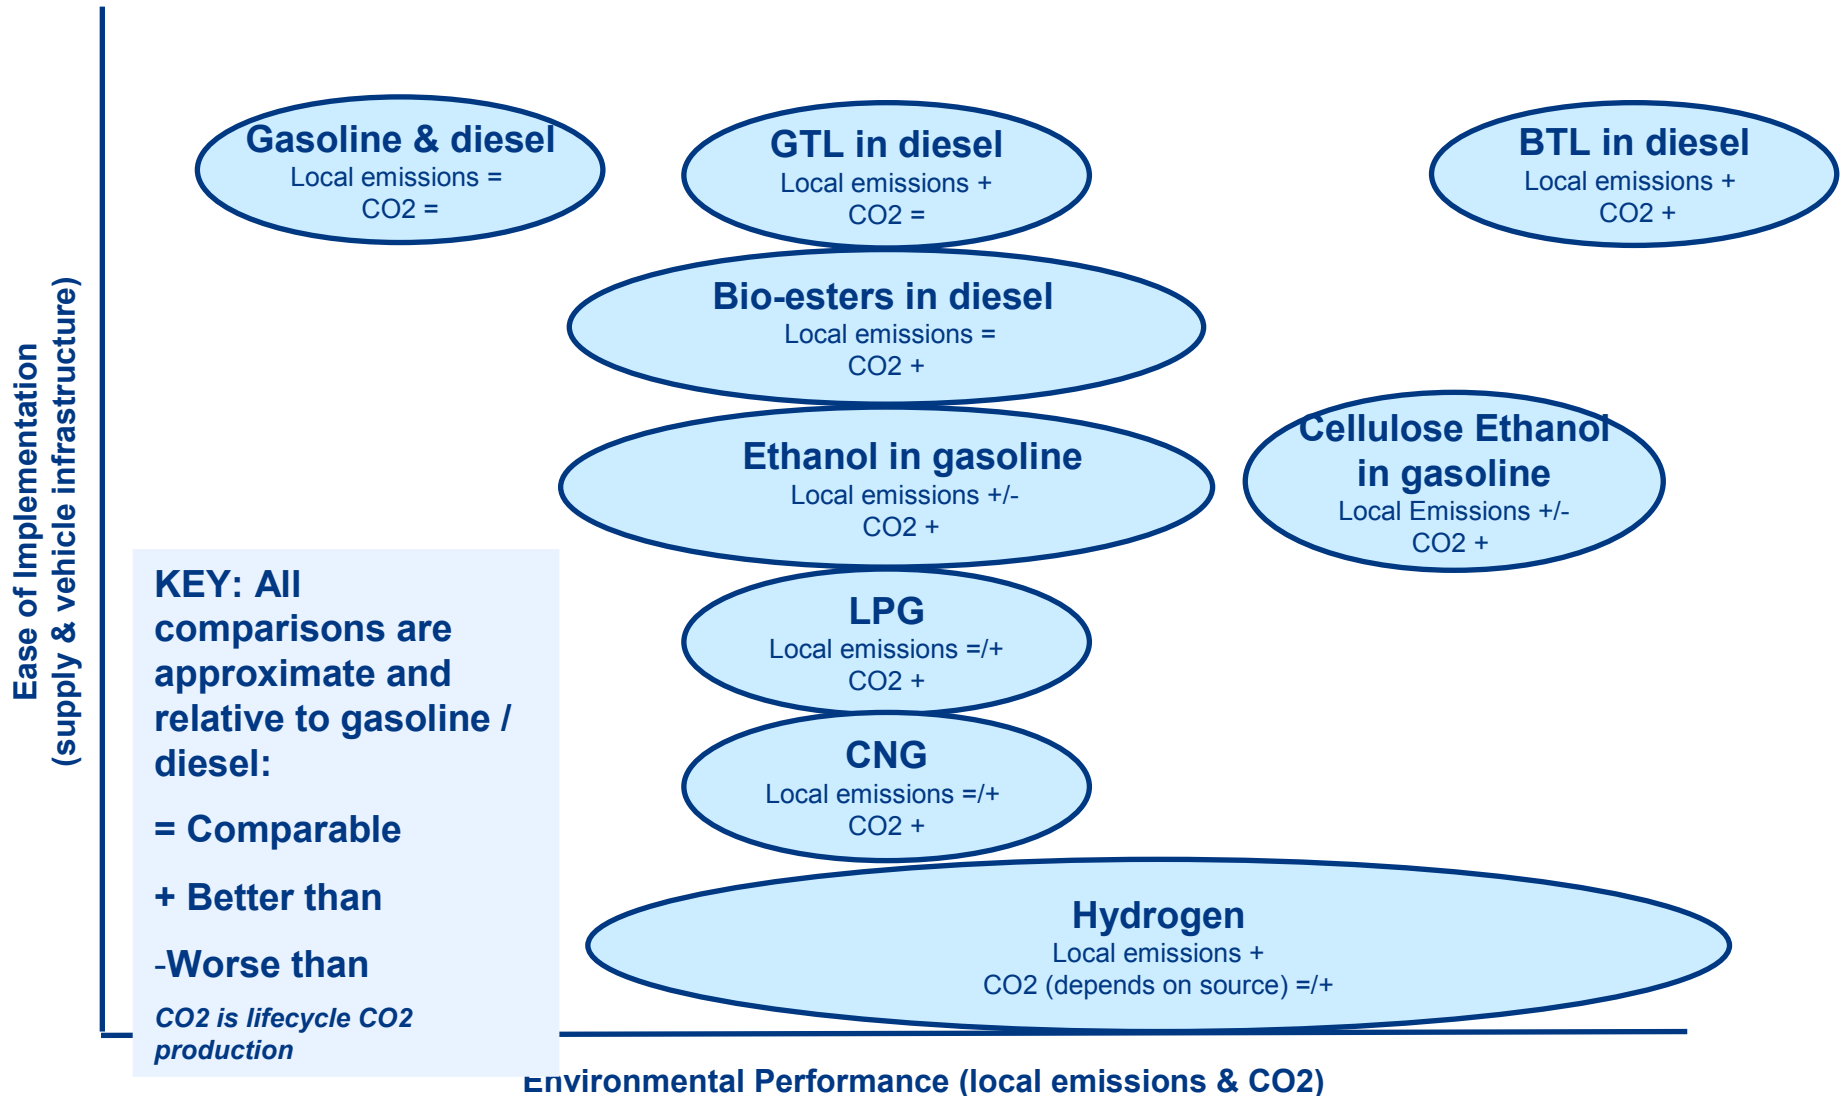 Ease of Implementation
(supply & vehicle infrastructure)
Gasoline & diesel
Local emissions =
CO2 =
GTL in diesel
Local emissions +
CO2 =
BTL in diesel
Local emissions +
CO2 +
Bio-esters in diesel
Local emissions =
CO2 +
Ethanol in gasoline
Local emissions +/-
CO2 +
Cellulose Ethanol
in gasoline
Local Emissions +/-
CO2 +
LPG
Local emissions =/+
CO2 +
CNG
Local emissions =/+
CO2 +
Hydrogen
Local emissions +
CO2 (depends on source) =/+
KEY: All
comparisons are
approximate and
relative to gasoline /
diesel:
= Comparable
+ Better than
-Worse than
CO2 is lifecycle CO2
production
Environmental Performance (local emissions & CO2)